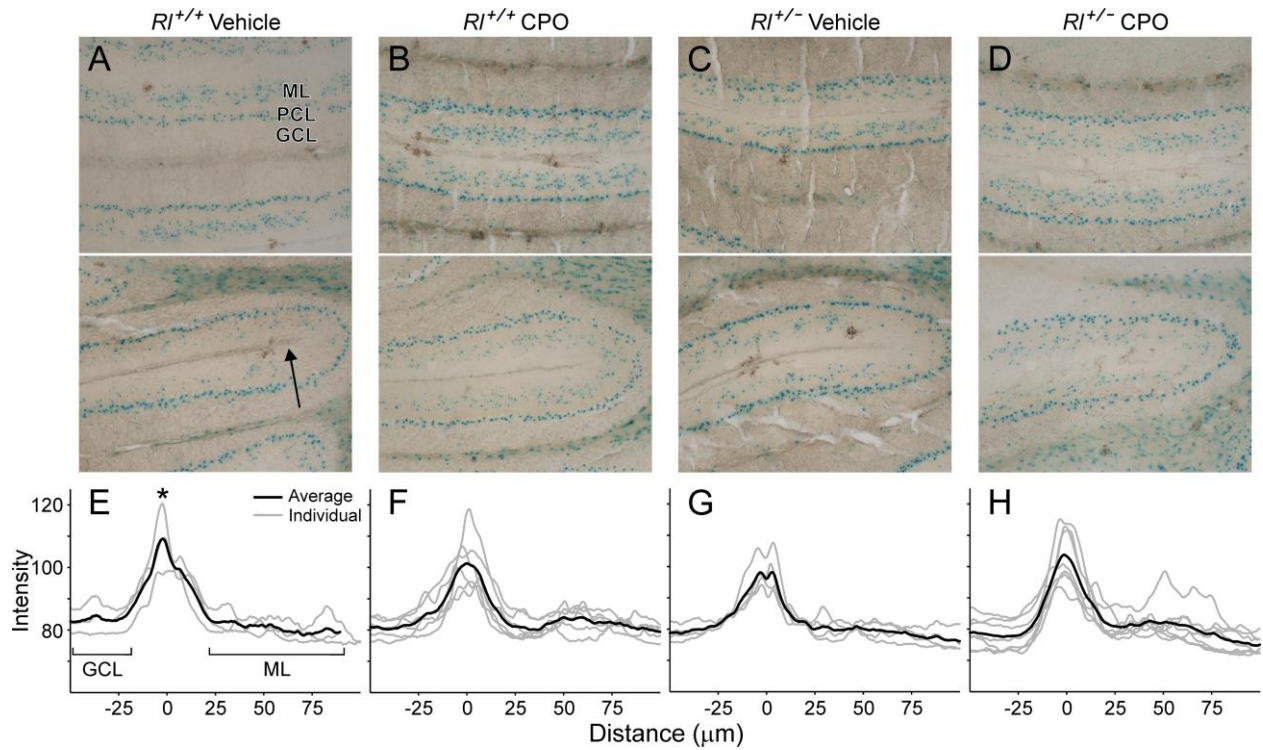 Rl+/+ Vehicle
Rl+/+ CPO
Rl+/- Vehicle
Rl+/- CPO
A
B
C
D
ML
PCL
GCL
E
F
G
H
*
Average
Individual
Intensity
120
100
80
GCL
ML
-25 0 25 50 75
-25 0 25 50 75
-25 0 25 50 75
-25 0 25 50 75
Distance (μm)